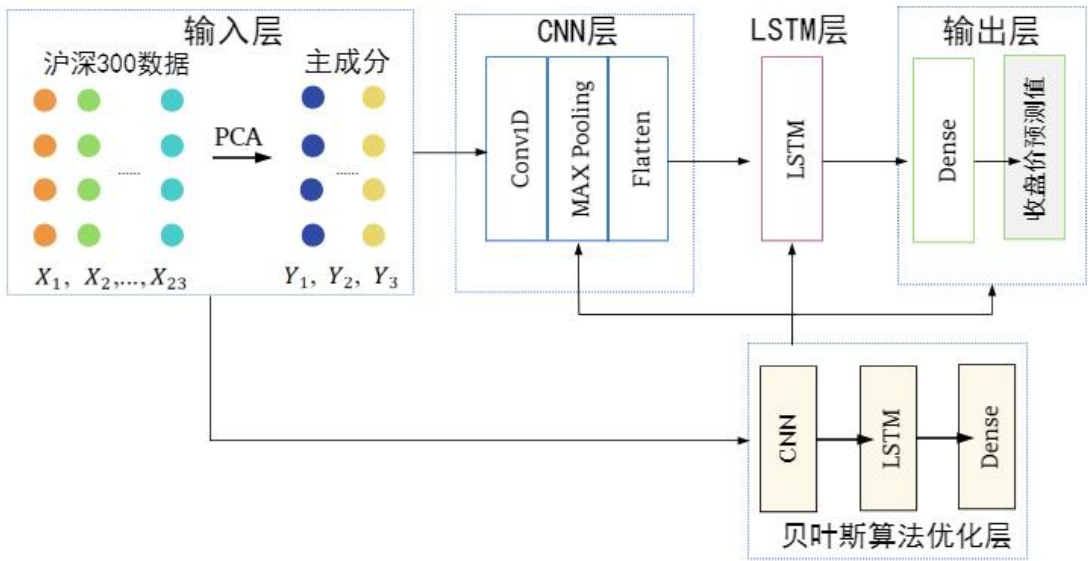 输入层
沪深300数据
主成分
PCA
......
......
X₁, X₂,...,X₂₃
Y₁, Y₂, Y₃
CNN层
Conv1D
MAX Pooling
Flatten
LSTM层
LSTM
输出层
Dense
收盘价预测值
CNN
LSTM
Dense
贝叶斯算法优化层